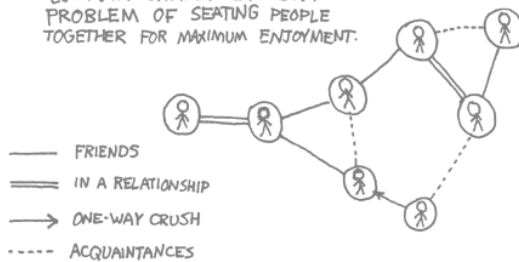 PROBLEM OF SEATING PEOPLE
TOGETHER FOR MAXIMUM ENJOYMENT.
FRIENDS
IN A RELATIONSHIP
ONE-WAY CRUSH
ACQUAINTANCES